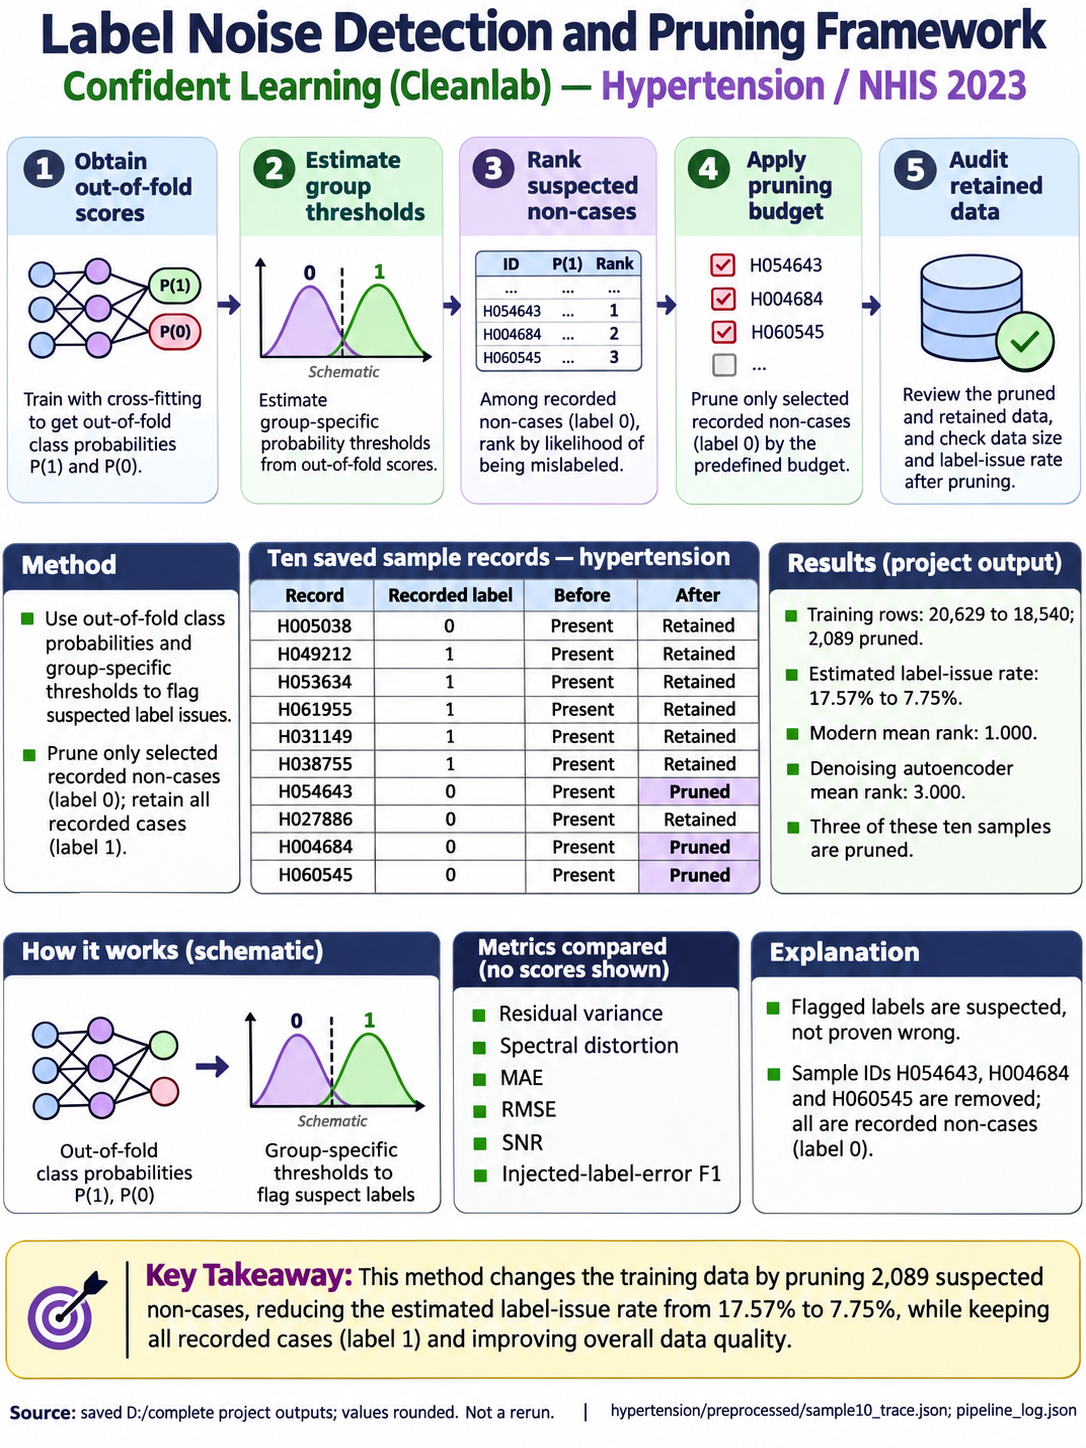 Label Noise Detection and Pruning Framework
Confident Learning (Cleanlab) — Hypertension / NHIS 2023
1 Obtain
out-of-fold
scores
P(1)
P(0)
Train with cross-fitting
to get out-of-fold
class probabilities
P(1) and P(0).
2 Estimate
group
thresholds
0 1
Schematic
Estimate
group-specific
probability thresholds
from out-of-fold scores.
3 Rank
suspected
non-cases
ID P(1) Rank
... ... ...
H054643 ... 1
H004684 ... 2
H060545 ... 3
Among recorded
non-cases (label 0),
rank by likelihood of
being mislabeled.
4 Apply
pruning
budget
H054643
H004684
H060545
...
Prune only selected
recorded non-cases
(label 0) by the
predefined budget.
5 Audit
retained
data
Review the pruned
and retained data,
and check data size
and label-issue rate
after pruning.
Method
Use out-of-fold class
probabilities and
group-specific
thresholds to flag
suspected label issues.
Prune only selected
recorded non-cases
(label 0); retain all
recorded cases
(label 1).
Ten saved sample records — hypertension
Record Recorded label Before After
H005038 0 Present Retained
H049212 1 Present Retained
H053634 1 Present Retained
H061955 1 Present Retained
H031149 1 Present Retained
H038755 1 Present Retained
H054643 0 Present Pruned
H027886 0 Present Retained
H004684 0 Present Pruned
H060545 0 Present Pruned
Results (project output)
Training rows: 20,629 to 18,540;
2,089 pruned.
Estimated label-issue rate:
17.57% to 7.75%.
Modern mean rank: 1.000.
Denoising autoencoder
mean rank: 3.000.
Three of these ten samples
are pruned.
How it works (schematic)
Out-of-fold
class probabilities
P(1), P(0)
0 1
Schematic
Group-specific
thresholds to
flag suspect labels
Metrics compared
(no scores shown)
Residual variance
Spectral distortion
MAE
RMSE
SNR
Injected-label-error F1
Explanation
Flagged labels are suspected,
not proven wrong.
Sample IDs H054643, H004684
and H060545 are removed;
all are recorded non-cases
(label 0).
Key Takeaway: This method changes the training data by pruning 2,089 suspected
non-cases, reducing the estimated label-issue rate from 17.57% to 7.75%, while keeping
all recorded cases (label 1) and improving overall data quality.
Source: saved D:/complete project outputs; values rounded. Not a rerun. | hypertension/preprocessed/sample10_trace.json; pipeline_log.json